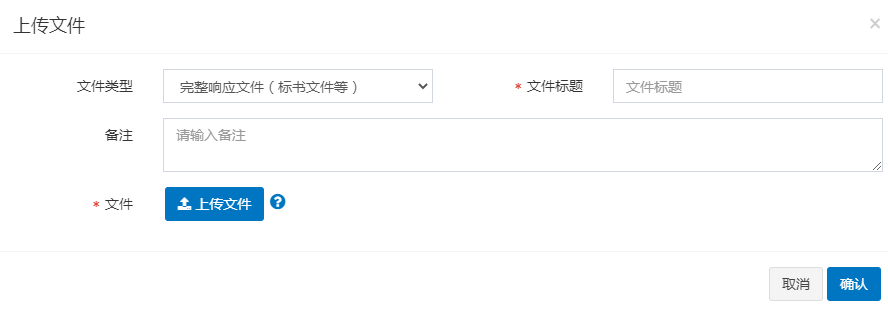 上传文件 ×
文件类型 完整响应文件（标书文件等） * 文件标题 文件标题
备注 请输入备注
* 文件 上传文件 ?
取消 确认